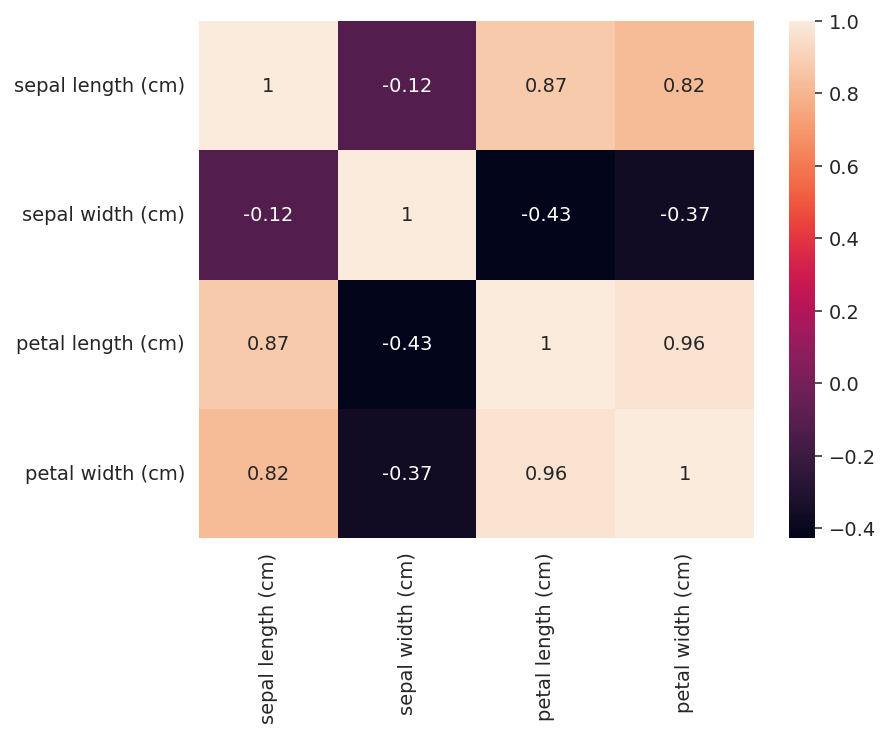 sepal length (cm) 1 -0.12 0.87 0.82
sepal width (cm) -0.12 1 -0.43 -0.37
petal length (cm) 0.87 -0.43 1 0.96
petal width (cm) 0.82 -0.37 0.96 1
sepal length (cm)
sepal width (cm)
petal length (cm)
petal width (cm)
1.0
0.8
0.6
0.4
0.2
0.0
−0.2
−0.4